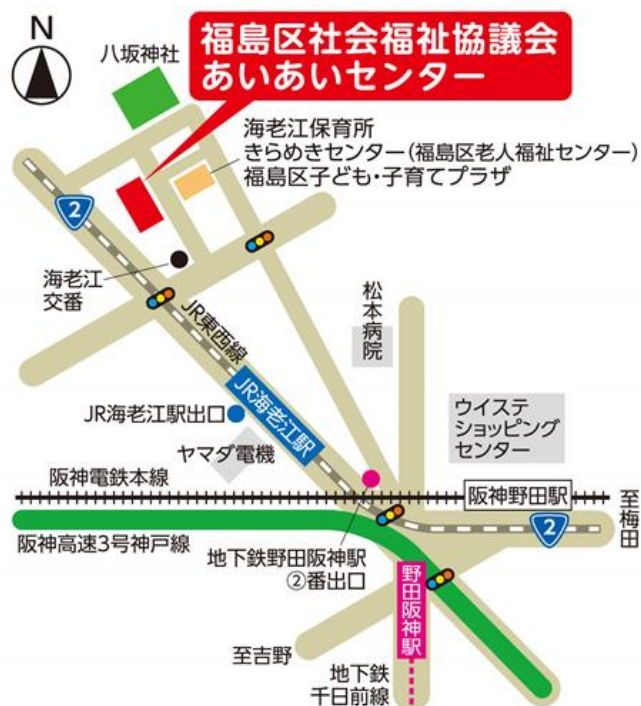 N
八坂神社
福島区社会福祉協議会
あいあいセンター
海老江保育所
きらめきセンター(福島区老人福祉センター)
福島区子ども・子育てプラザ
2
海老江
交番
JR東西線
松本病院
JR海老江駅
JR海老江駅出口
ヤマダ電機
ウイステ
ショッピング
センター
阪神電鉄本線
阪神野田駅
至梅田
阪神高速3号神戸線
2
地下鉄野田阪神駅
②番出口
野田阪神駅
至吉野
地下鉄
千日前線